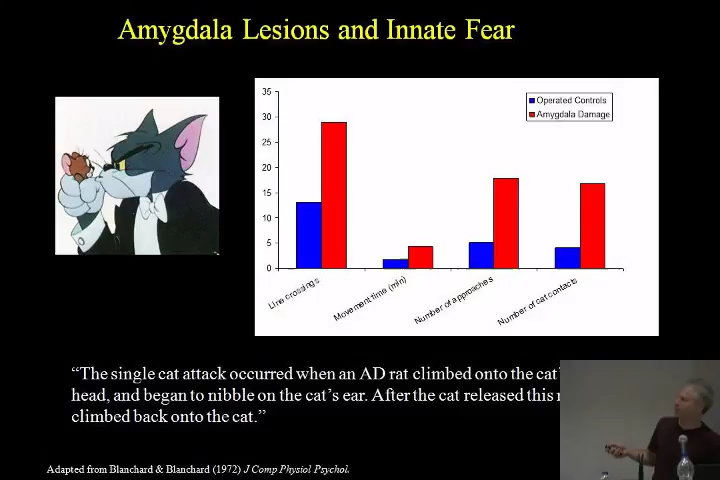 Amygdala Lesions and Innate Fear
35
30
25
20
15
10
5
0
Operated Controls
Amygdala Damage
Line crossings
Movement time (min)
Number of approaches
Number of cat contacts
“The single cat attack occurred when an AD rat climbed onto the cat’
head, and began to nibble on the cat’s ear. After the cat released this
climbed back onto the cat.”
Adapted from Blanchard & Blanchard (1972) J Comp Physiol Psychol.